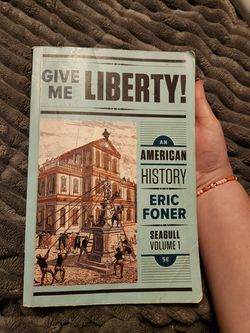 GIVE
ME
LIBERTY!
AN
AMERICAN
HISTORY
ERIC
FONER
SEAGULL
VOLUME 1
5E